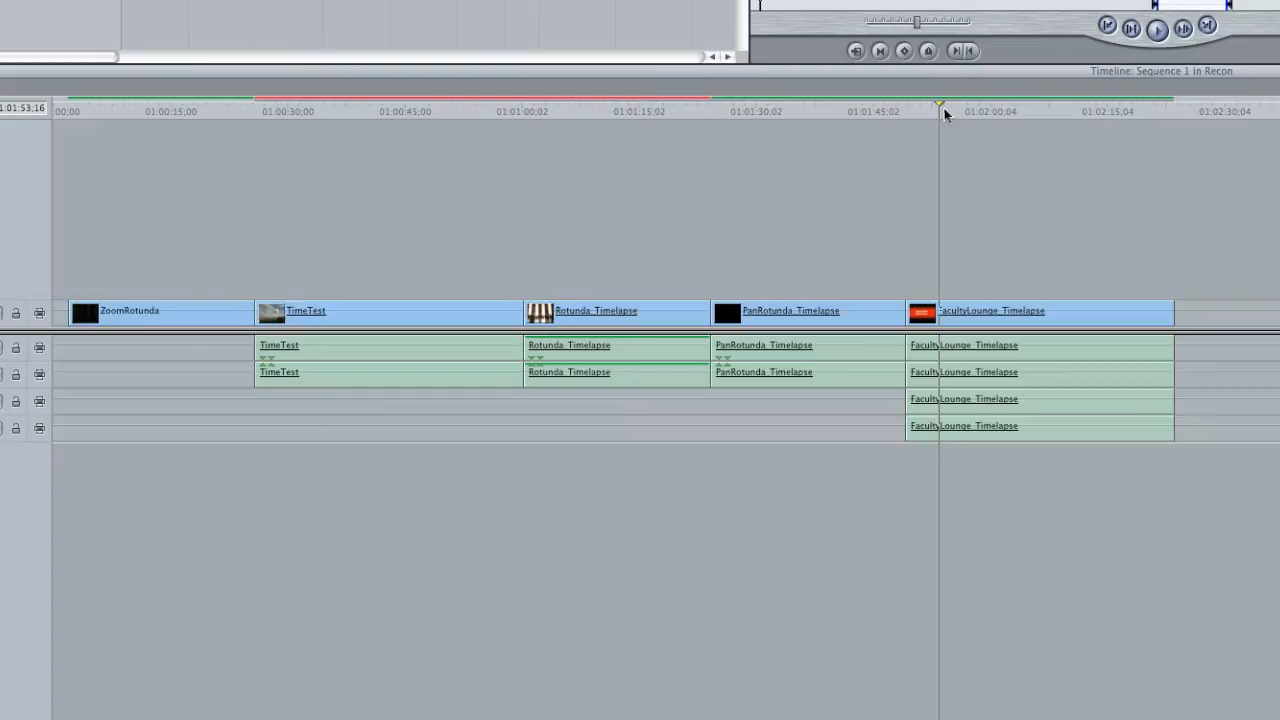 Timeline: Sequence 1 in Recon
1:01:53;16
:00;00 01:00:15;00 01:00:30;00 01:00:45;00 01:01:00;02 01:01:15;02 01:01:30;02 01:01:45;02 01:02:00;04 01:02:15;04 01:02:30;04
ZoomRotunda TimeTest Rotunda_Timelapse PanRotunda_Timelapse FacultyLounge_Timelapse
TimeTest Rotunda_Timelapse PanRotunda_Timelapse FacultyLounge_Timelapse
TimeTest Rotunda_Timelapse PanRotunda_Timelapse FacultyLounge_Timelapse
FacultyLounge_Timelapse
FacultyLounge_Timelapse